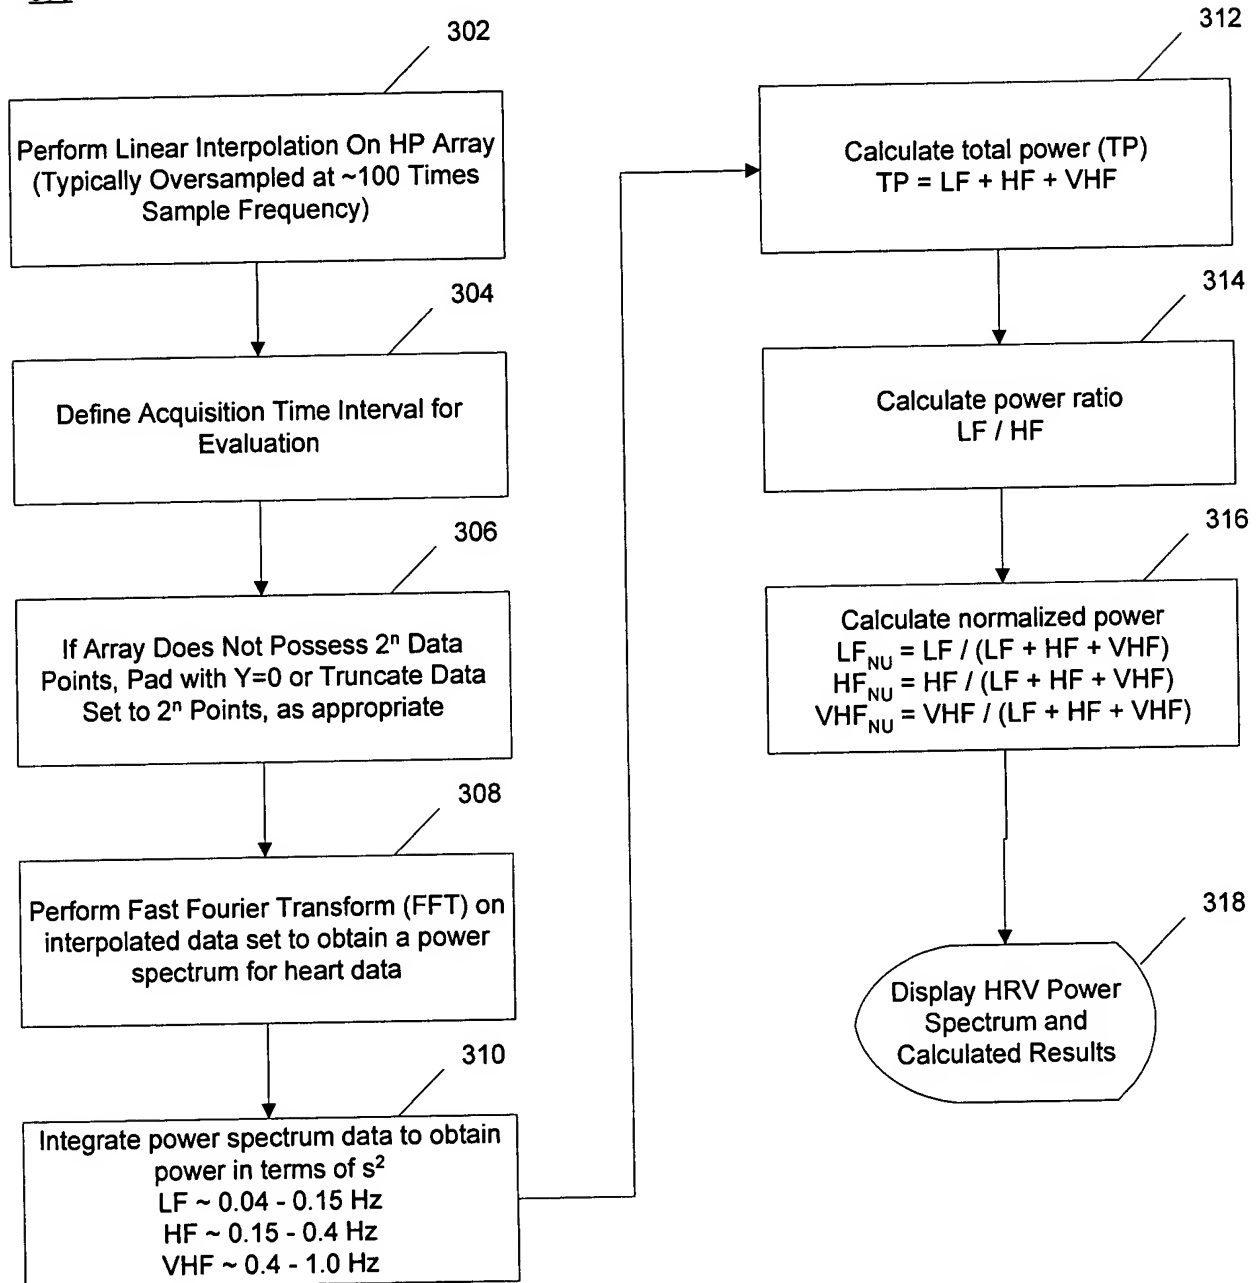 302
Perform Linear Interpolation On HP Array
(Typically Oversampled at ~100 Times
Sample Frequency)
304
Define Acquisition Time Interval for
Evaluation
306
If Array Does Not Possess 2ⁿ Data
Points, Pad with Y=0 or Truncate Data
Set to 2ⁿ Points, as appropriate
308
Perform Fast Fourier Transform (FFT) on
interpolated data set to obtain a power
spectrum for heart data
310
Integrate power spectrum data to obtain
power in terms of s²
LF ~ 0.04 - 0.15 Hz
HF ~ 0.15 - 0.4 Hz
VHF ~ 0.4 - 1.0 Hz
312
Calculate total power (TP)
TP = LF + HF + VHF
314
Calculate power ratio
LF / HF
316
Calculate normalized power
LF_NU = LF / (LF + HF + VHF)
HF_NU = HF / (LF + HF + VHF)
VHF_NU = VHF / (LF + HF + VHF)
318
Display HRV Power
Spectrum and
Calculated Results